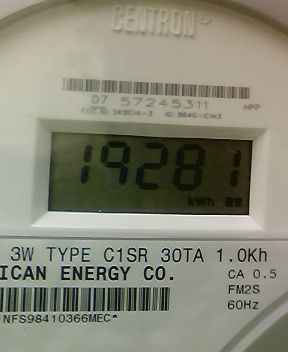 CENTRON
07 57245311 HPP
19281
kWh
3W TYPE C1SR 30TA 1.0Kh
ICAN ENERGY CO. CA 0.5
FM2S
60Hz
NFS98410366MEC*